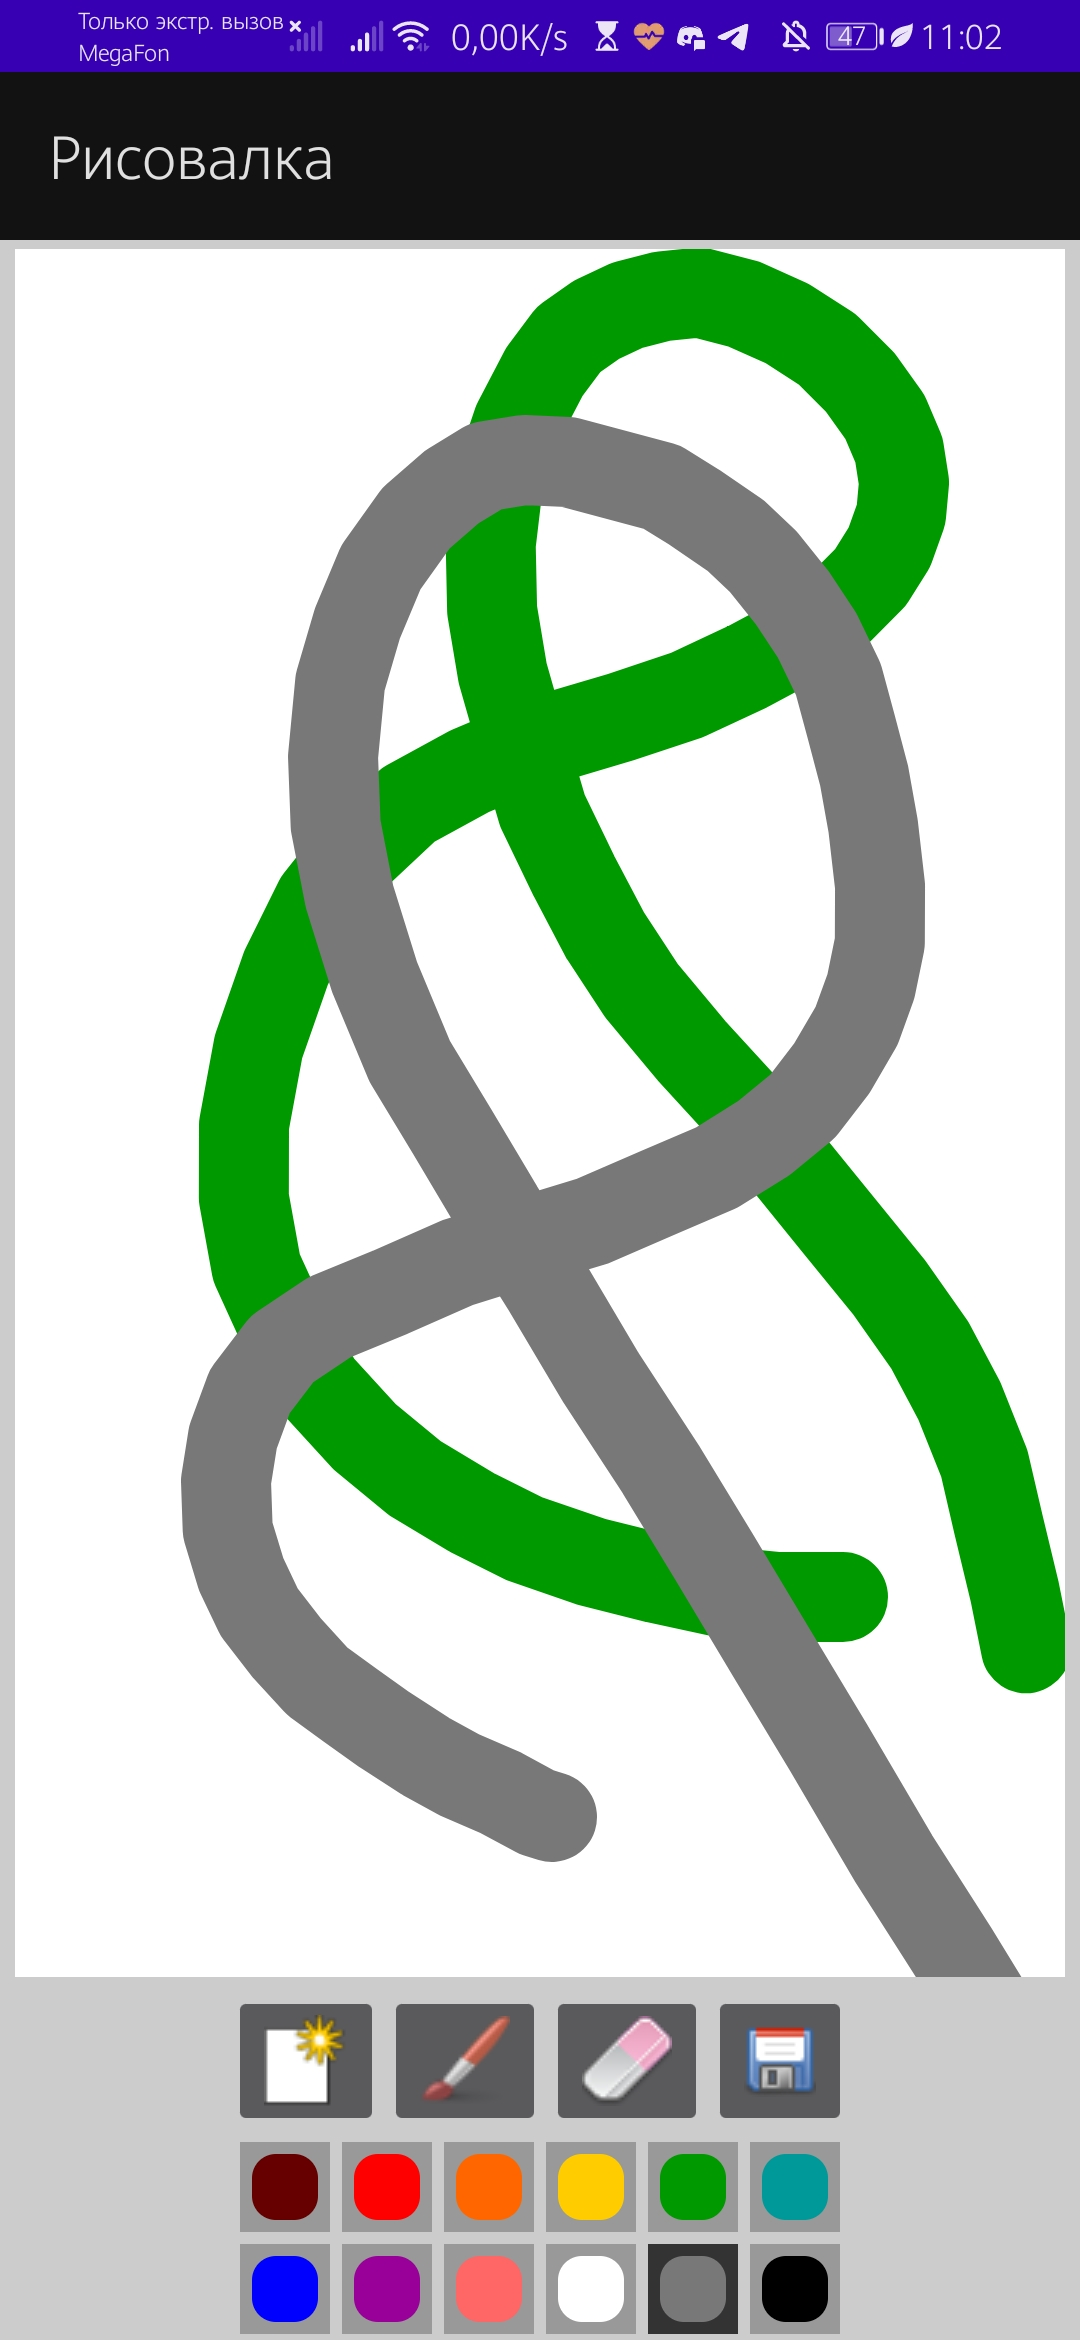 Только экстр. вызов
MegaFon
0,00K/s
47
11:02
Рисовалка